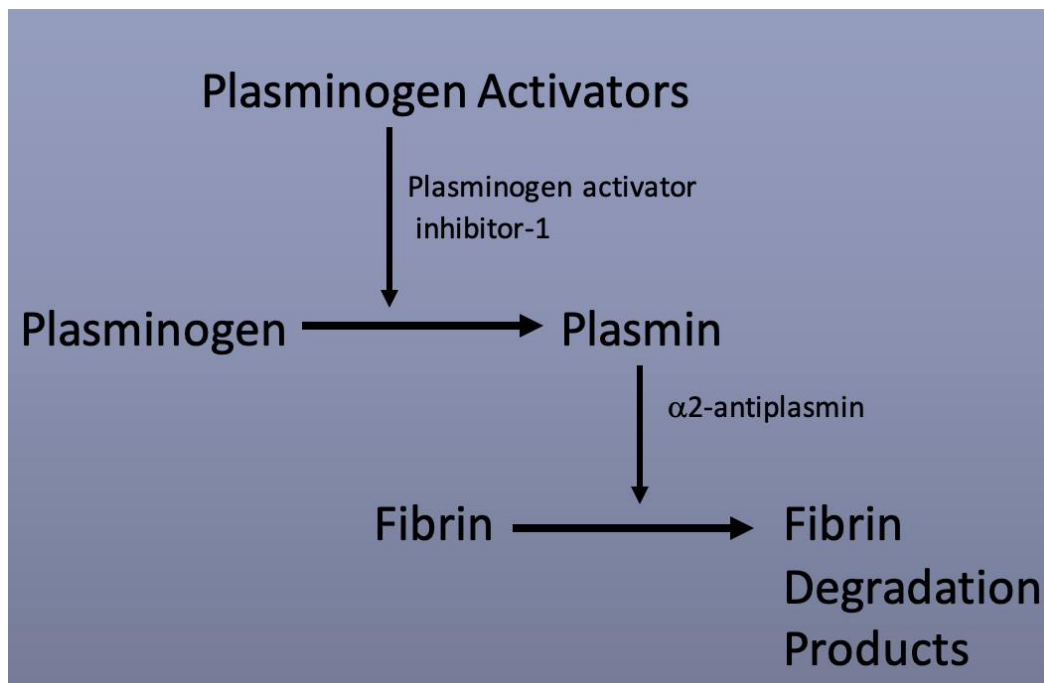 Plasminogen Activators
Plasminogen activator
inhibitor-1
Plasminogen
Plasmin
α2-antiplasmin
Fibrin
Fibrin
Degradation
Products